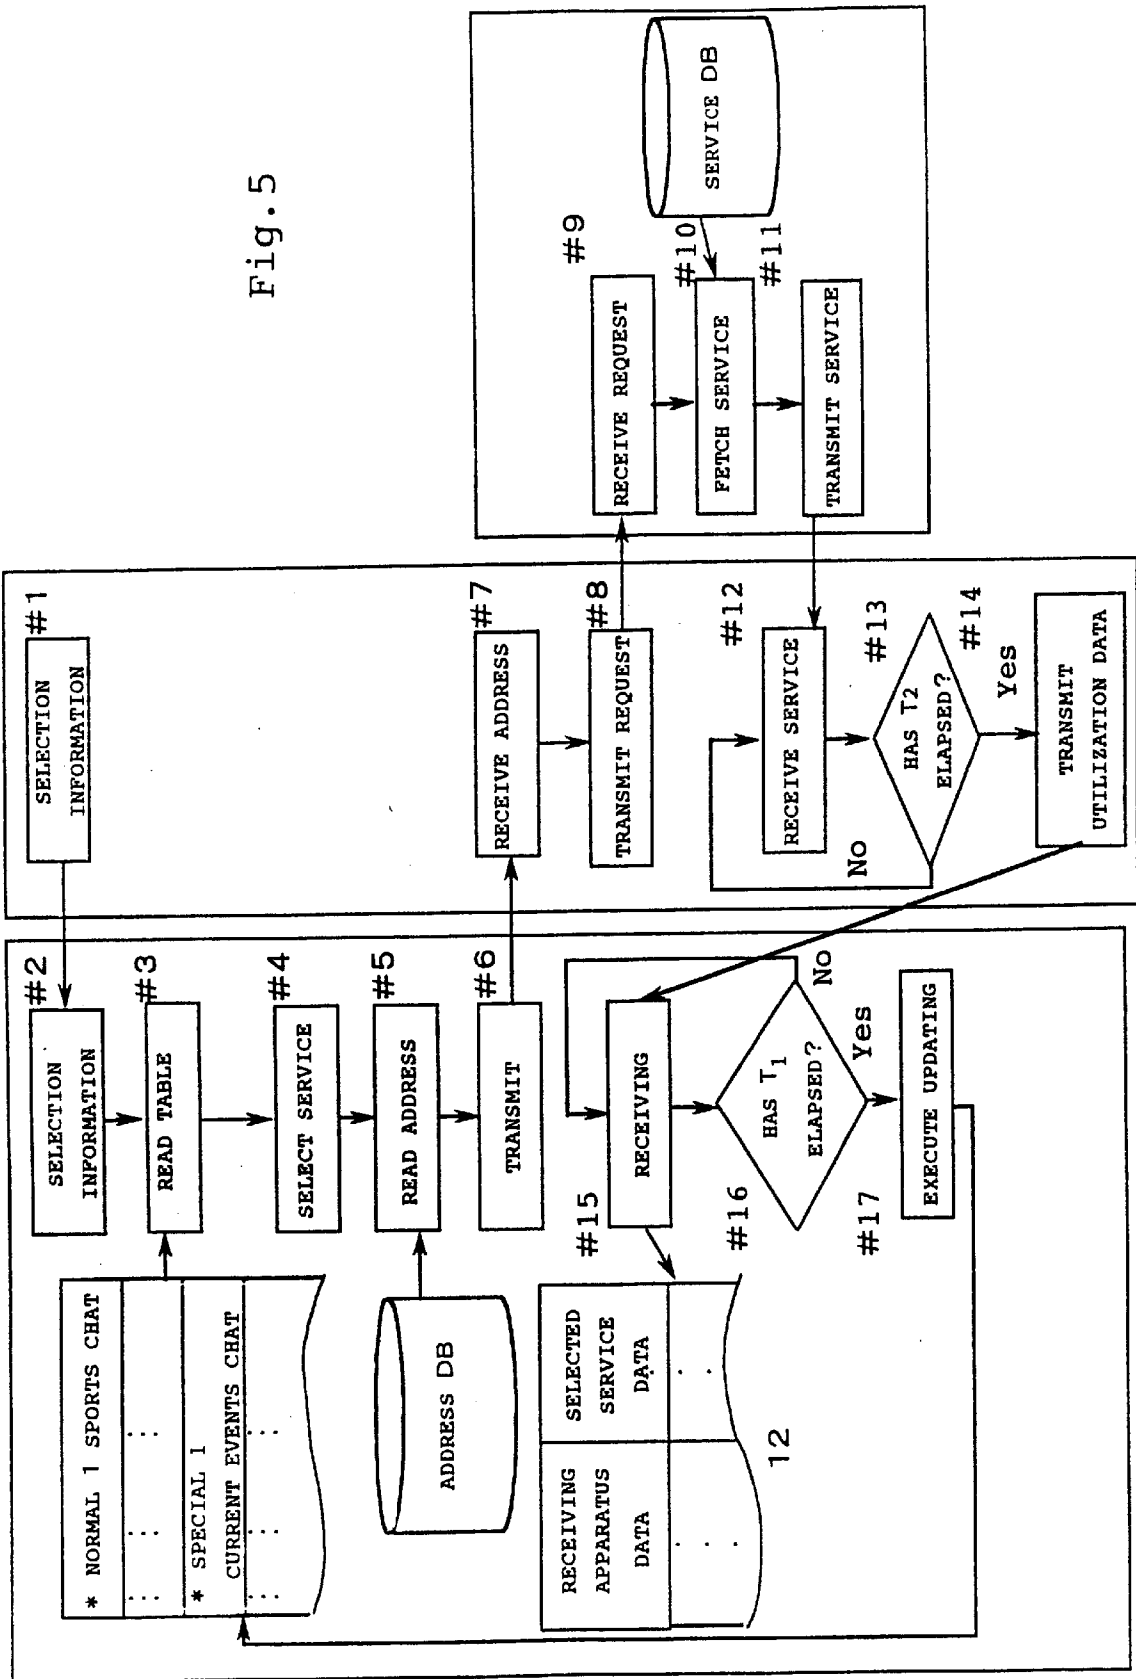 Fig.5
* NORMAL 1 SPORTS CHAT
... ... ...
* SPECIAL 1
CURRENT EVENTS CHAT
... ... ...
ADDRESS DB
RECEIVING
APPARATUS
DATA
SELECTED
SERVICE
DATA
. . .
. .
12
#2
SELECTION
INFORMATION
#3
READ TABLE
#4
SELECT SERVICE
#5
READ ADDRESS
#6
TRANSMIT
#15
RECEIVING
#16
HAS T1
ELAPSED?
No
Yes
#17
EXECUTE UPDATING
#1
SELECTION
INFORMATION
#7
RECEIVE ADDRESS
#8
TRANSMIT REQUEST
#12
RECEIVE SERVICE
#13
HAS T2
ELAPSED?
No
Yes
#14
TRANSMIT
UTILIZATION DATA
#9
RECEIVE REQUEST
#10
FETCH SERVICE
#11
TRANSMIT SERVICE
SERVICE DB